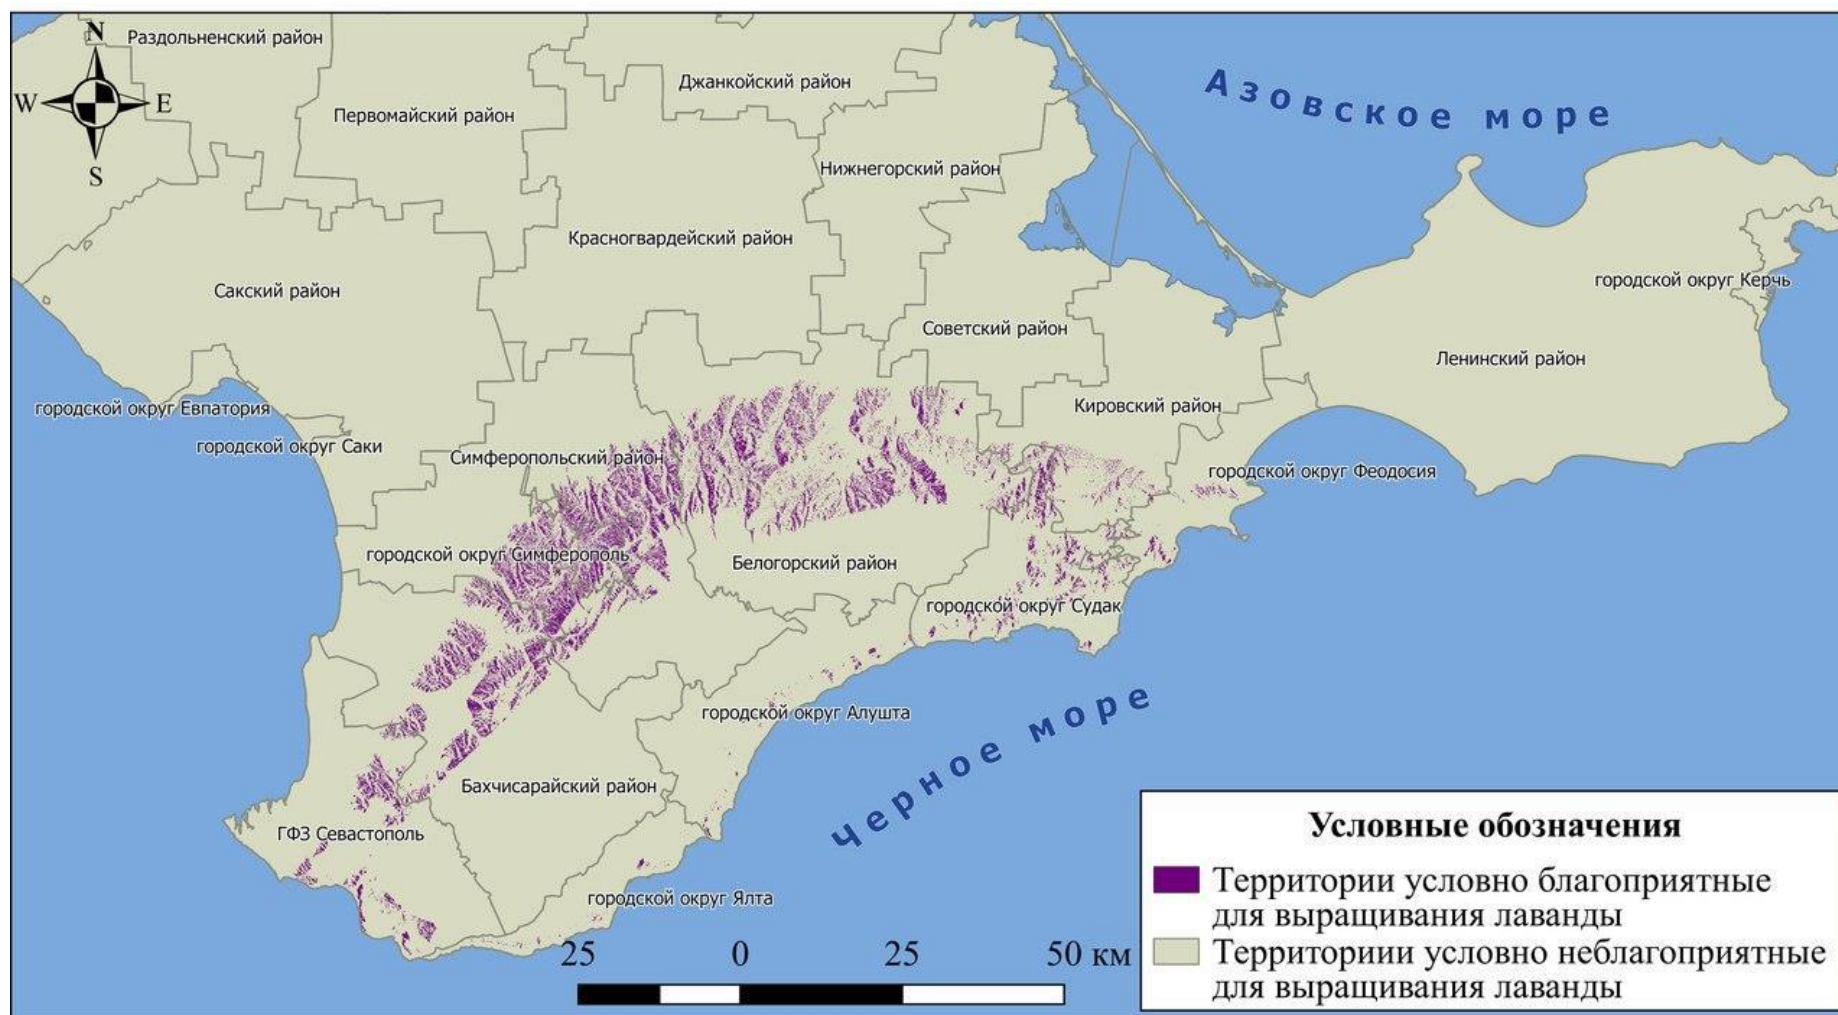 N
Раздольненский район
Джанкойский район
Азовское море
W
E
Первомайский район
S
Нижнегорский район
Красногвардейский район
городской округ Керчь
Сакский район
Советский район
Ленинский район
городской округ Евпатория
Кировский район
городской округ Саки
Симферопольский район
городской округ Феодосия
городской округ Симферополь
Белогорский район
городской округ Судак
городской округ Алушта
Черное море
Бахчисарайский район
ГФЗ Севастополь
городской округ Ялта
25 0 25 50 км
Условные обозначения
Территории условно благоприятные
для выращивания лаванды
Территориии условно неблагоприятные
для выращивания лаванды